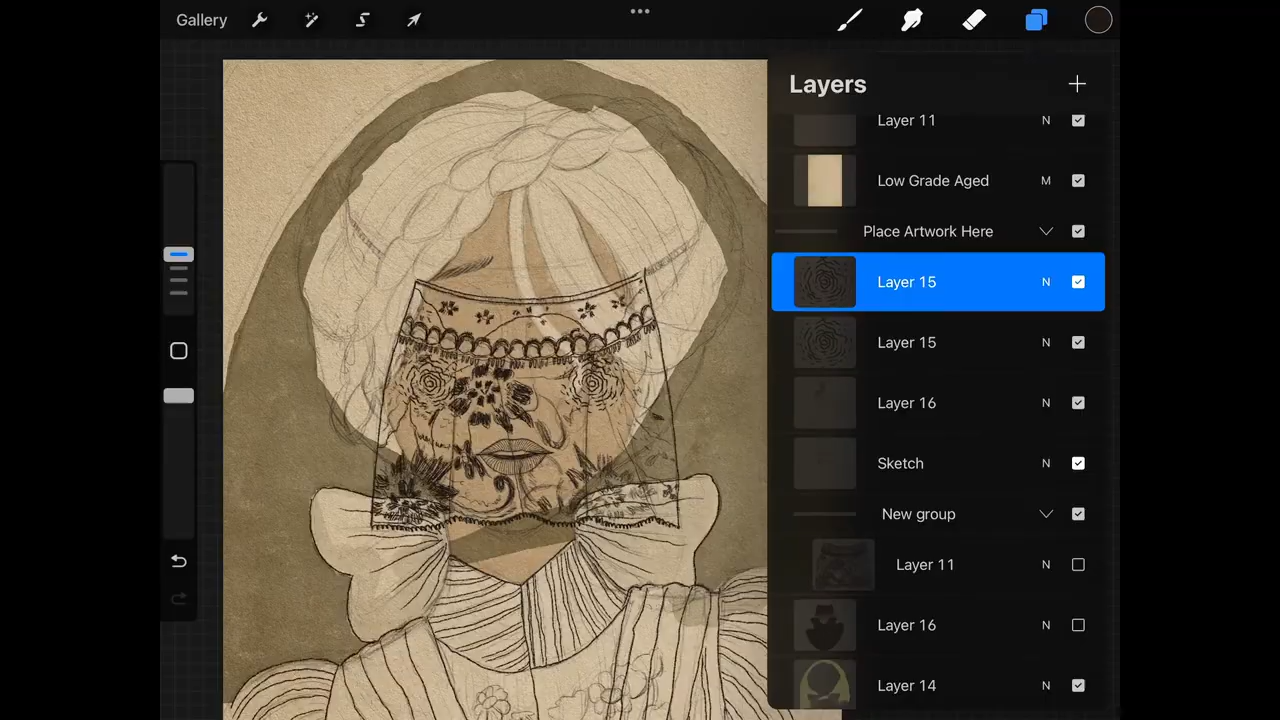 Gallery
Layers
Layer 11 N
Low Grade Aged M
Place Artwork Here
Layer 15 N
Layer 15 N
Layer 16 N
Sketch N
New group
Layer 11 N
Layer 16 N
Layer 14 N